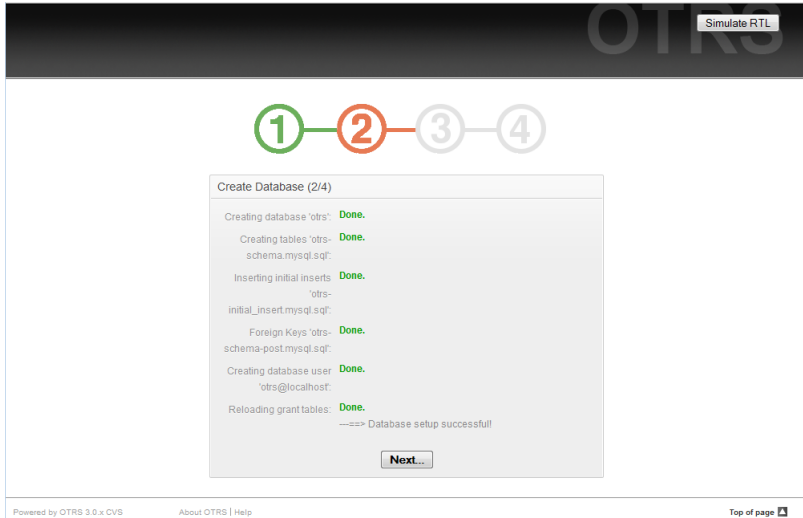 OTRS
Simulate RTL
1 2 3 4
Create Database (2/4)
Creating database 'otrs': Done.
Creating tables 'otrs- Done.
schema.mysql.sql':
Inserting initial inserts Done.
'otrs-
initial_insert.mysql.sql':
Foreign Keys 'otrs- Done.
schema-post.mysql.sql':
Creating database user Done.
'otrs@localhost':
Reloading grant tables: Done.
---==> Database setup successful!
Next...
Powered by OTRS 3.0.x CVS About OTRS | Help Top of page